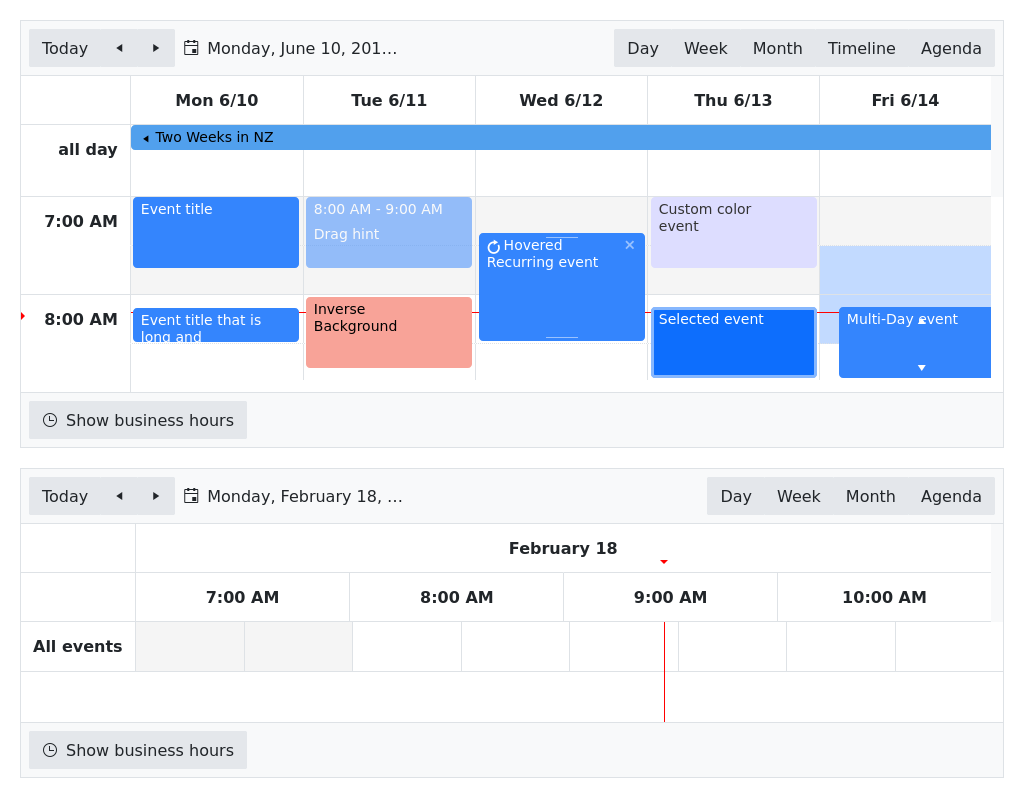 Today Monday, June 10, 201… Day Week Month Timeline Agenda
Mon 6/10 Tue 6/11 Wed 6/12 Thu 6/13 Fri 6/14
all day
Two Weeks in NZ
7:00 AM
Event title
8:00 AM - 9:00 AM
Drag hint
Hovered
Recurring event
Custom color
event
8:00 AM
Event title that is
long and
Inverse
Background
Selected event
Multi-Day event
Show business hours
Today Monday, February 18, …
Day Week Month Agenda
February 18
7:00 AM 8:00 AM 9:00 AM 10:00 AM
All events
Show business hours